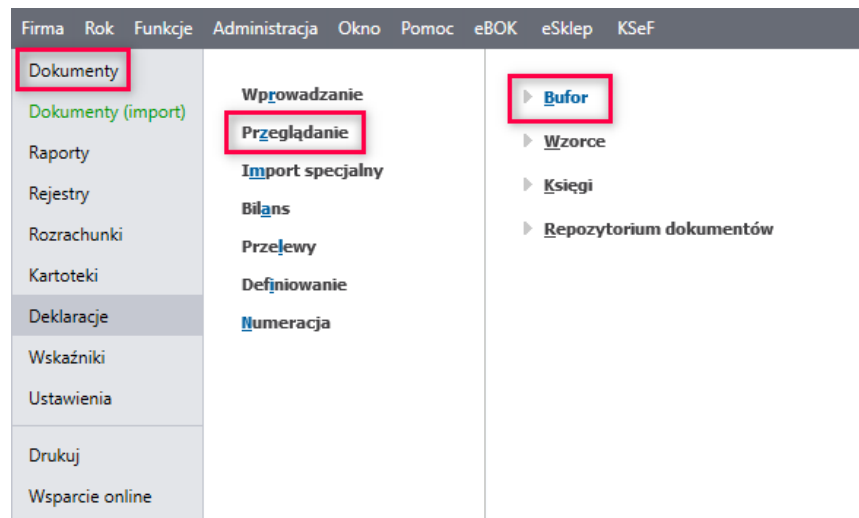 Firma Rok Funkcje Administracja Okno Pomoc eBOK eSklep KSeF
Dokumenty
Dokumenty (import)
Raporty
Rejestry
Rozrachunki
Kartoteki
Deklaracje
Wskaźniki
Ustawienia
Drukuj
Wsparcie online
Wprowadzanie
Przeglądanie
Import specjalny
Bilans
Przelewy
Definiowanie
Numeracja
Bufor
Wzorce
Księgi
Repozytorium dokumentów